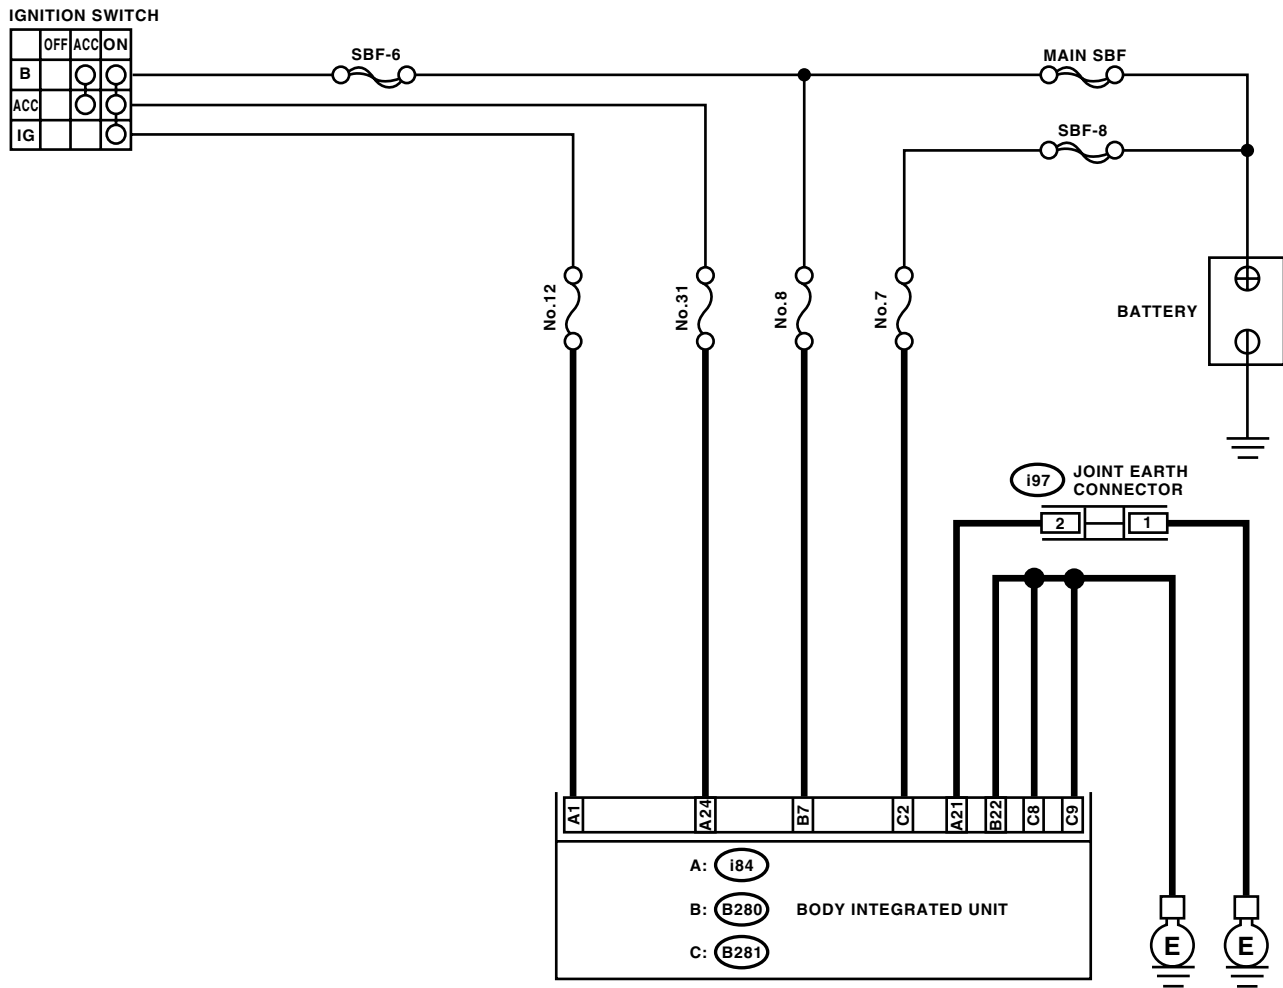 IGNITION SWITCH
OFF ACC ON
B
ACC
IG
SBF-6
MAIN SBF
SBF-8
No.12
No.31
No.8
No.7
BATTERY
i97
JOINT EARTH
CONNECTOR
2 1
A1 A24 B7 C2 A21 B22 C8 C9
A: i84
B: B280
BODY INTEGRATED UNIT
C: B281
E E